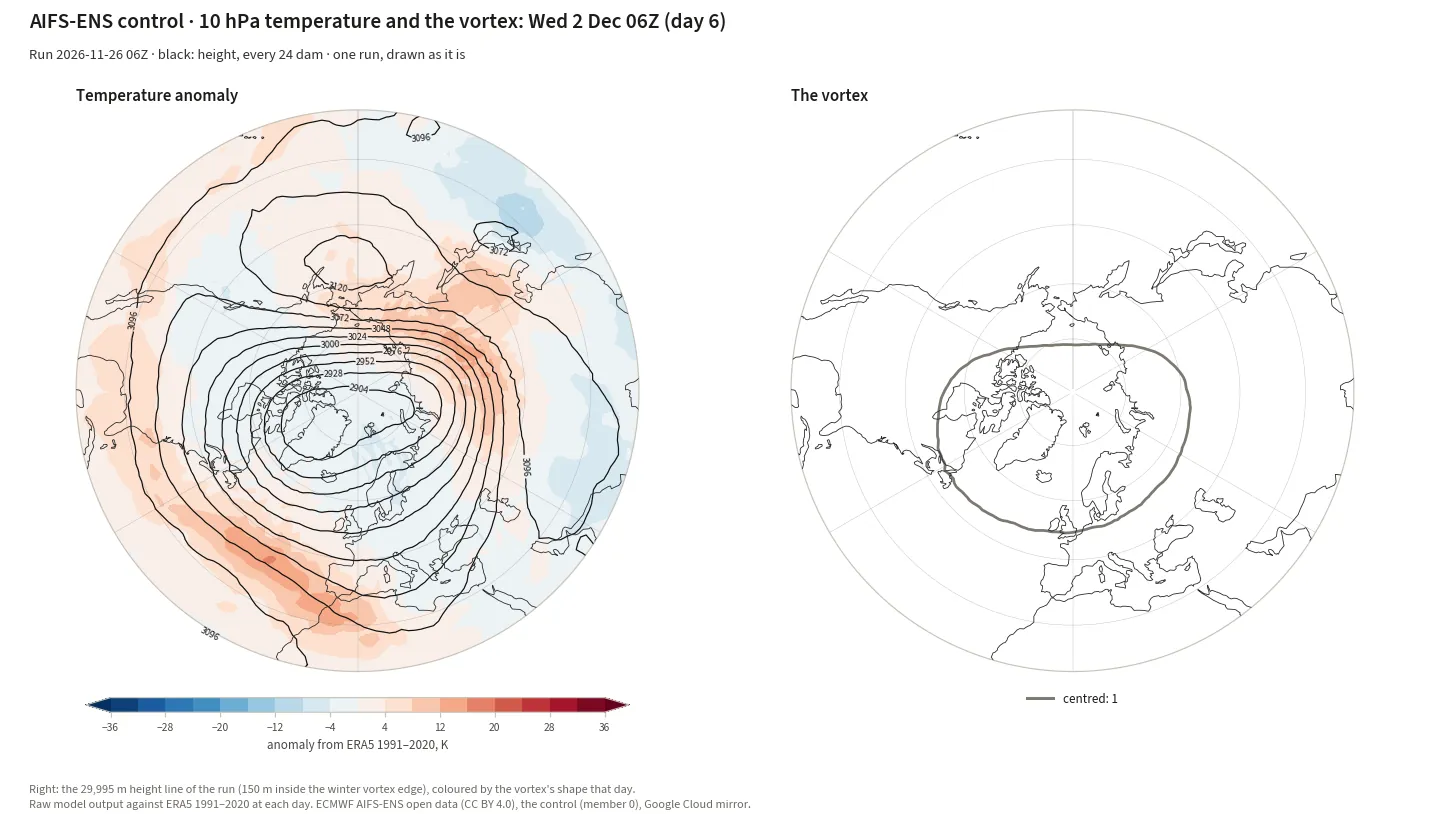 AIFS-ENS control · 10 hPa temperature and the vortex: Wed 2 Dec 06Z (day 6)
Run 2026-11-26 06Z · black: height, every 24 dam · one run, drawn as it is
Temperature anomaly
The vortex
3096
3072
3120
3096
3072
3048
3024
3000
2976
2952
2928
2904
3096
3096
centred: 1
−36 −28 −20 −12 −4 4 12 20 28 36
anomaly from ERA5 1991–2020, K
Right: the 29,995 m height line of the run (150 m inside the winter vortex edge), coloured by the vortex's shape that day.
Raw model output against ERA5 1991–2020 at each day. ECMWF AIFS-ENS open data (CC BY 4.0), the control (member 0), Google Cloud mirror.